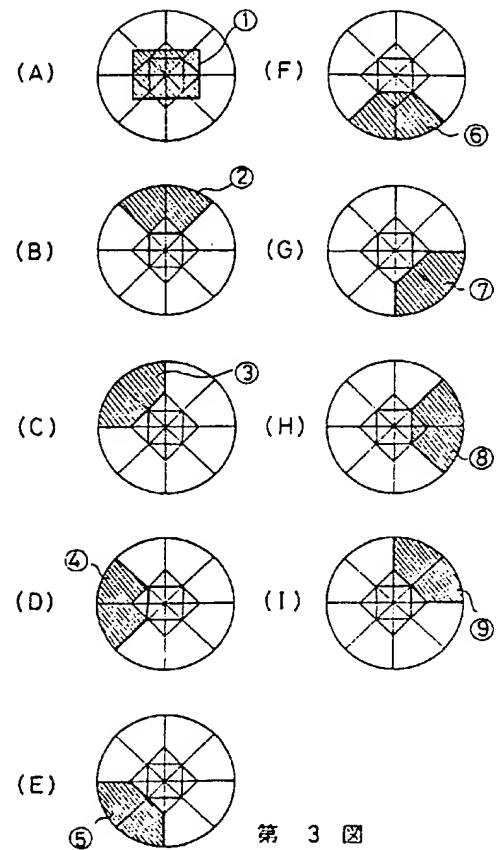 (A) ①
(B) ②
(C) ③
(D) ④
(E) ⑤
(F) ⑥
(G) ⑦
(H) ⑧
(I) ⑨
第 3 図